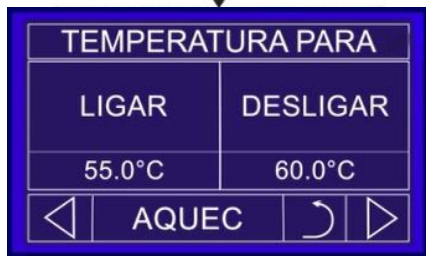 TEMPERATURA PARA
LIGAR DESLIGAR
55.0°C 60.0°C
AQUEC